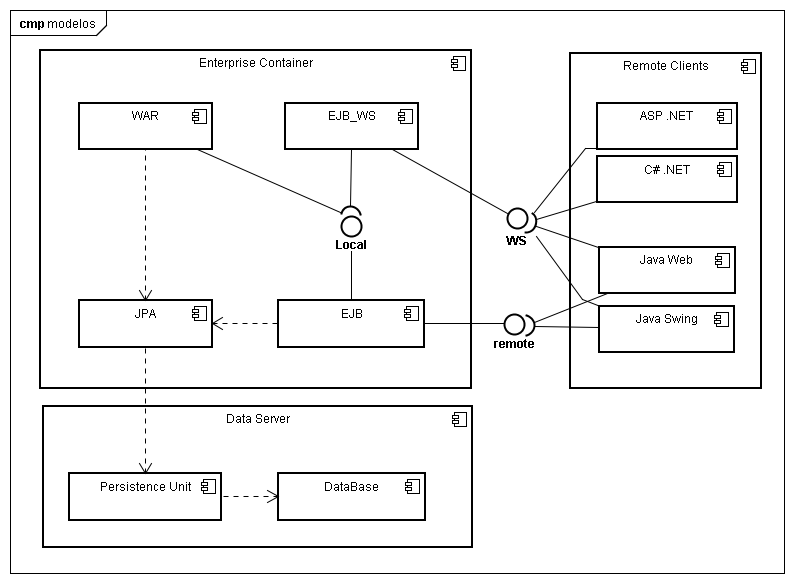 cmp modelos
Enterprise Container
Remote Clients
WAR
EJB_WS
ASP .NET
C# .NET
Local
WS
Java Web
JPA
EJB
Java Swing
remote
Data Server
Persistence Unit
DataBase